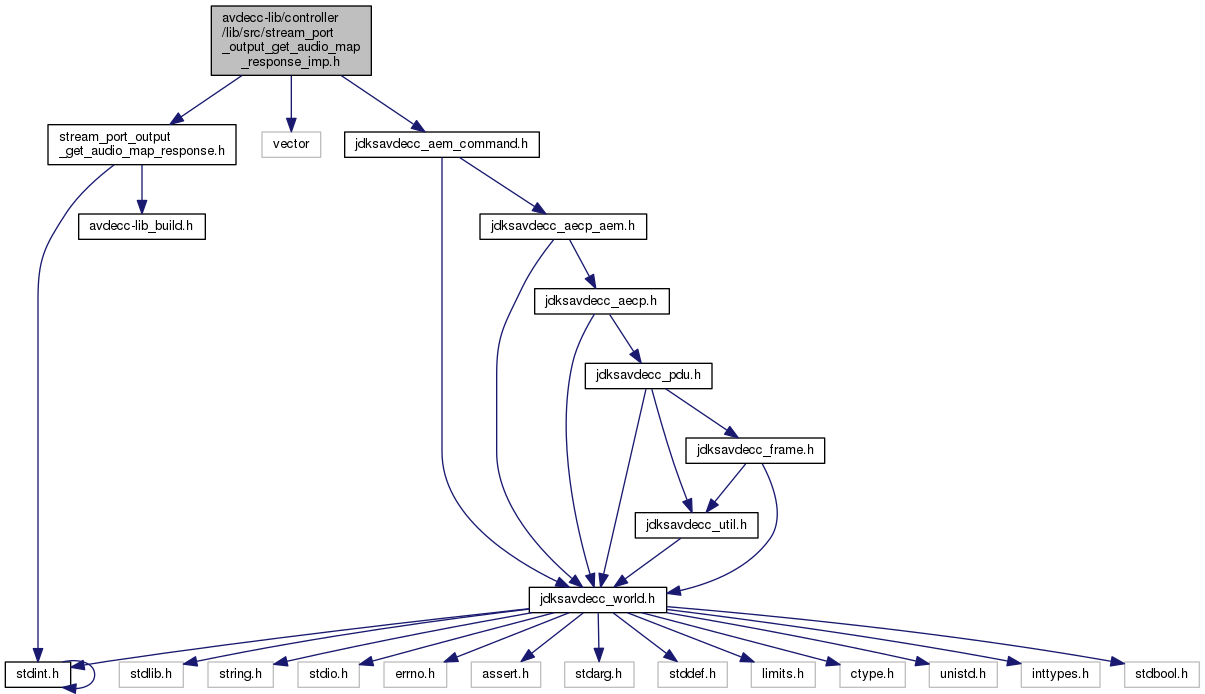 avdecc-lib/controller
/lib/src/stream_port
_output_get_audio_map
_response_imp.h
stream_port_output
_get_audio_map_response.h
vector
jdksavdecc_aem_command.h
avdecc-lib_build.h
jdksavdecc_aecp_aem.h
jdksavdecc_aecp.h
jdksavdecc_pdu.h
jdksavdecc_frame.h
jdksavdecc_util.h
jdksavdecc_world.h
stdint.h
stdlib.h
string.h
stdio.h
errno.h
assert.h
stdarg.h
stddef.h
limits.h
ctype.h
unistd.h
inttypes.h
stdbool.h